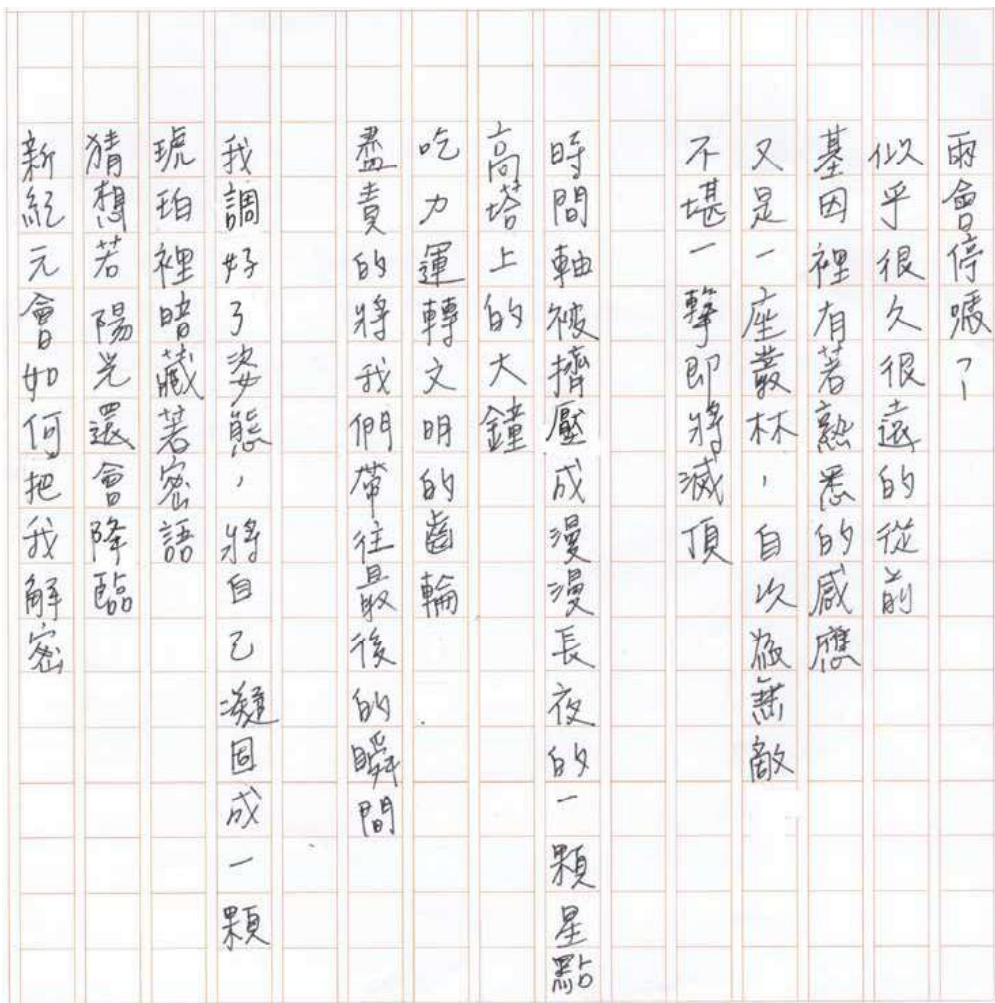 雨會停嗎?
似乎很久很遠的從前
基因裡有著熟悉的感應
又是一座叢林,自以為無敵
不堪一擊即將滅頂
時間軸被擠壓成漫漫長夜的一顆星點
高塔上的大鐘
吃力運轉文明的齒輪
盡責的將我們帶往最後的瞬間
我調好了姿態,將自己凝固成一顆
琥珀裡暗藏著密語
猜想若陽光還會降臨
新紀元會如何把我解密